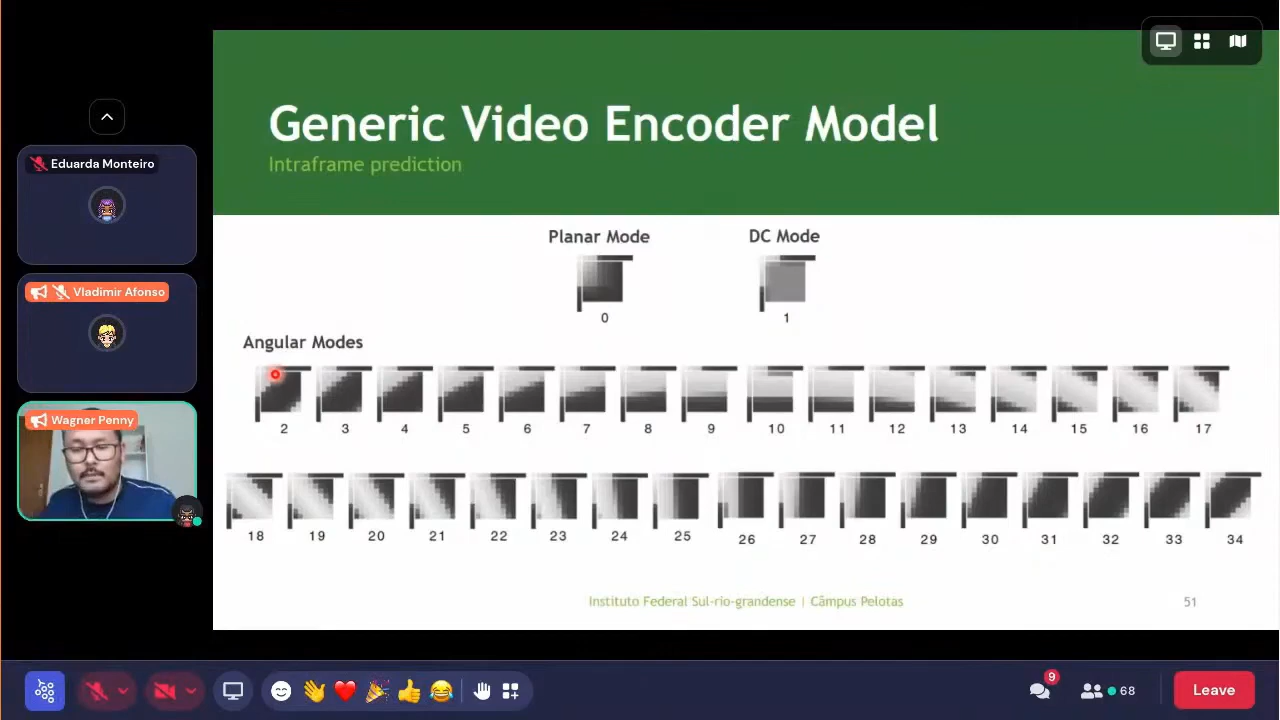 Generic Video Encoder Model
Intraframe prediction
Eduarda Monteiro
Vladimir Afonso
Wagner Penny
Planar Mode
DC Mode
0
1
Angular Modes
2 3 4 5 6 7 8 9 10 11 12 13 14 15 16 17
18 19 20 21 22 23 24 25 26 27 28 29 30 31 32 33 34
Instituto Federal Sul-rio-grandense | Câmpus Pelotas
51
9
68
Leave